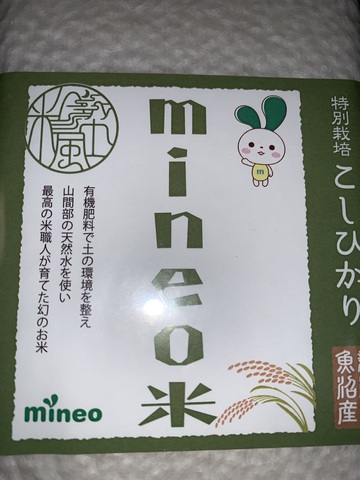 特別栽培 こしひかり
魚沼産
mineo米
m
有機肥料で土の環境を整え
山間部の天然水を使い
最高の米職人が育てた幻のお米
mineo